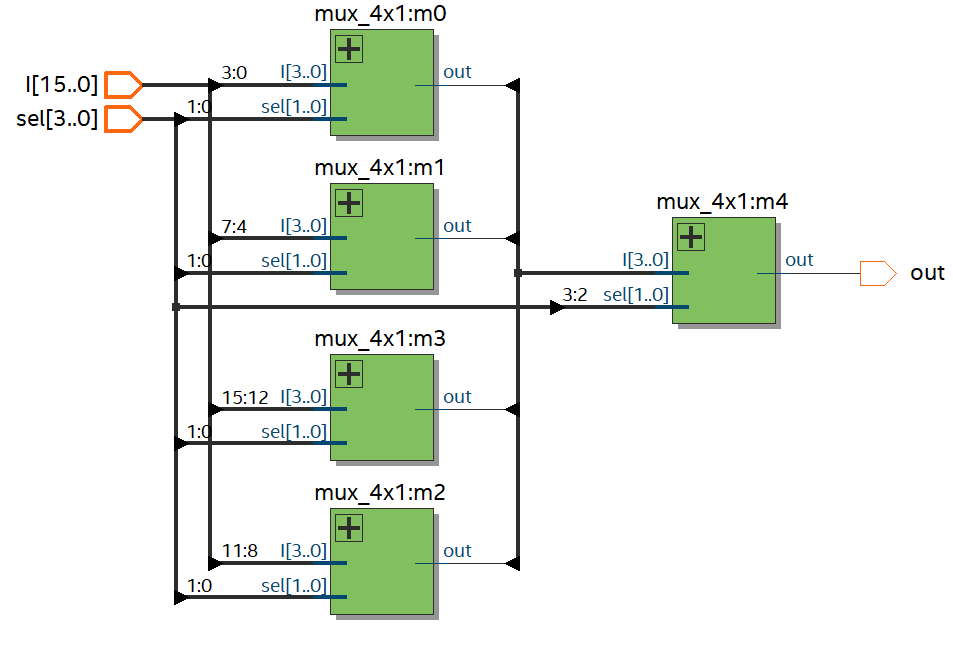 mux_4x1:m0
I[15..0]
3:0
I[3..0]
out
sel[3..0]
1:0
sel[1..0]
mux_4x1:m1
7:4
I[3..0]
out
1:0
sel[1..0]
mux_4x1:m4
I[3..0]
out
out
3:2
sel[1..0]
mux_4x1:m3
15:12
I[3..0]
out
1:0
sel[1..0]
mux_4x1:m2
11:8
I[3..0]
out
1:0
sel[1..0]